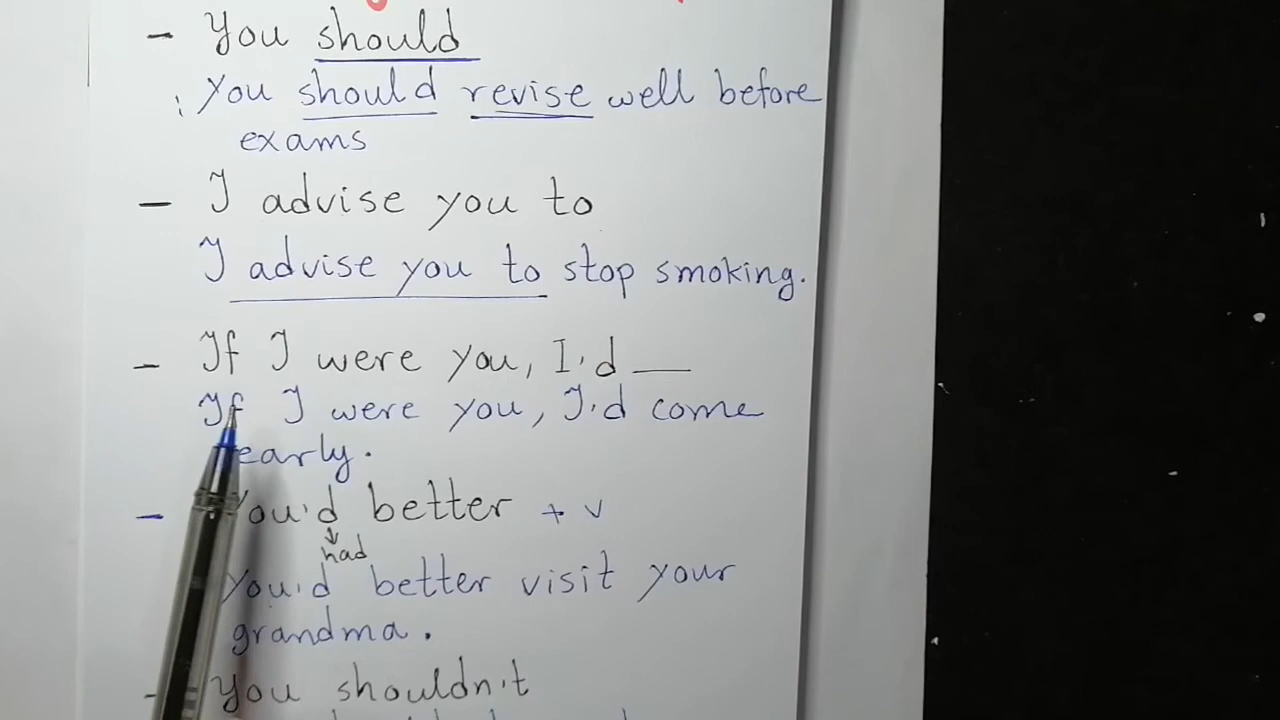 - You should
: You should revise well before
exams
- I advise you to
I advise you to stop smoking.
- If I were you, I'd ___
If I were you, I'd come
early.
- You'd better + v
had
You'd better visit your
grandma.
- You shouldn't